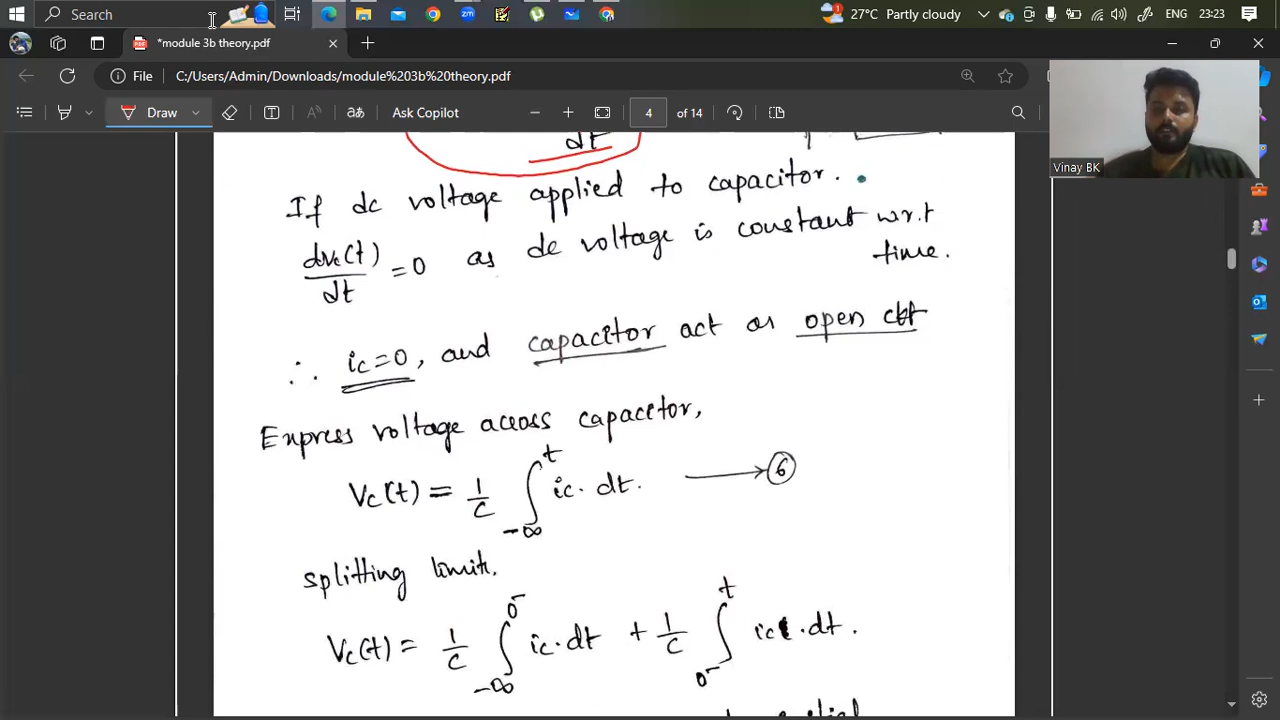 Search
27°C Partly cloudy
ENG
23:23
*module 3b theory.pdf
File
C:/Users/Admin/Downloads/module%203b%20theory.pdf
Draw
aあ
Ask Copilot
4 of 14
Vinay BK
dt
If dc voltage applied to capacitor.
dvc(t)/dt = 0 as dc voltage is constant w.r.t
time.
∴ ic=0, and capacitor act as open ckt
Express voltage across capacitor,
Vc(t) = 1/C ∫_{-∞}^{t} ic. dt. → 6
splitting limit.
Vc(t) = 1/C ∫_{-∞}^{0⁻} ic. dt + 1/C ∫_{0⁻}^{t} ic .dt.